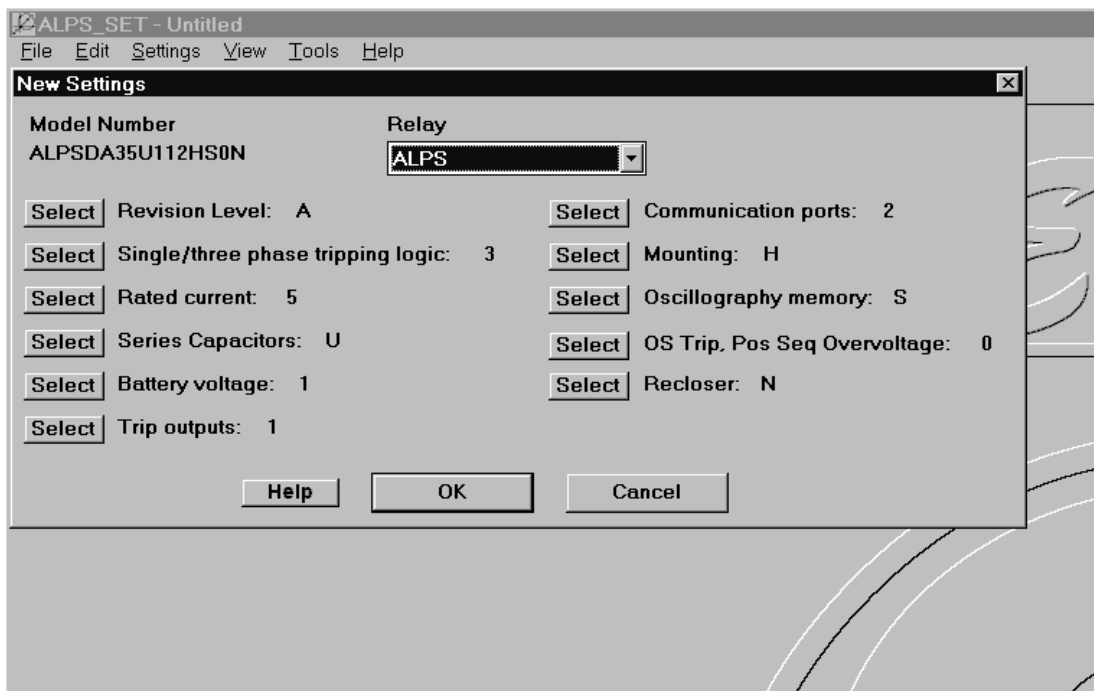 ALPS_SET - Untitled
File Edit Settings View Tools Help
New Settings
Model Number
ALPSDA35U112HS0N
Relay
ALPS
Select Revision Level: A
Select Single/three phase tripping logic: 3
Select Rated current: 5
Select Series Capacitors: U
Select Battery voltage: 1
Select Trip outputs: 1
Select Communication ports: 2
Select Mounting: H
Select Oscillography memory: S
Select OS Trip, Pos Seq Overvoltage: 0
Select Recloser: N
Help OK Cancel